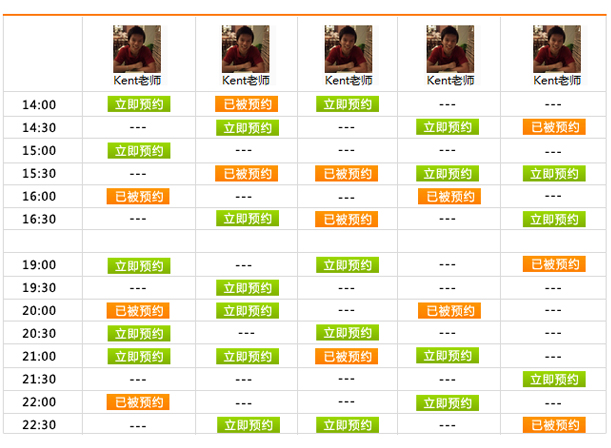 Kent老师 Kent老师 Kent老师 Kent老师 Kent老师
14:00 立即预约 已被预约 立即预约 --- ---
14:30 --- 立即预约 --- 立即预约 已被预约
15:00 立即预约 --- --- --- ---
15:30 --- 已被预约 已被预约 立即预约 立即预约
16:00 已被预约 --- --- 已被预约 ---
16:30 --- 立即预约 已被预约 --- 立即预约
19:00 立即预约 --- 立即预约 --- 已被预约
19:30 --- 立即预约 --- --- ---
20:00 已被预约 立即预约 --- 已被预约 ---
20:30 立即预约 --- 立即预约 --- ---
21:00 立即预约 立即预约 已被预约 立即预约 ---
21:30 --- --- --- --- 立即预约
22:00 已被预约 --- --- 立即预约 ---
22:30 --- 立即预约 立即预约 --- 已被预约